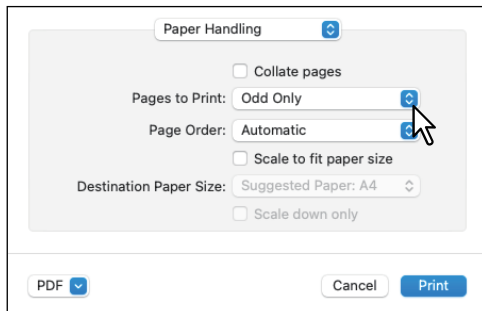 Paper Handling
Collate pages
Pages to Print: Odd Only
Page Order: Automatic
Scale to fit paper size
Destination Paper Size: Suggested Paper: A4
Scale down only
PDF Cancel Print